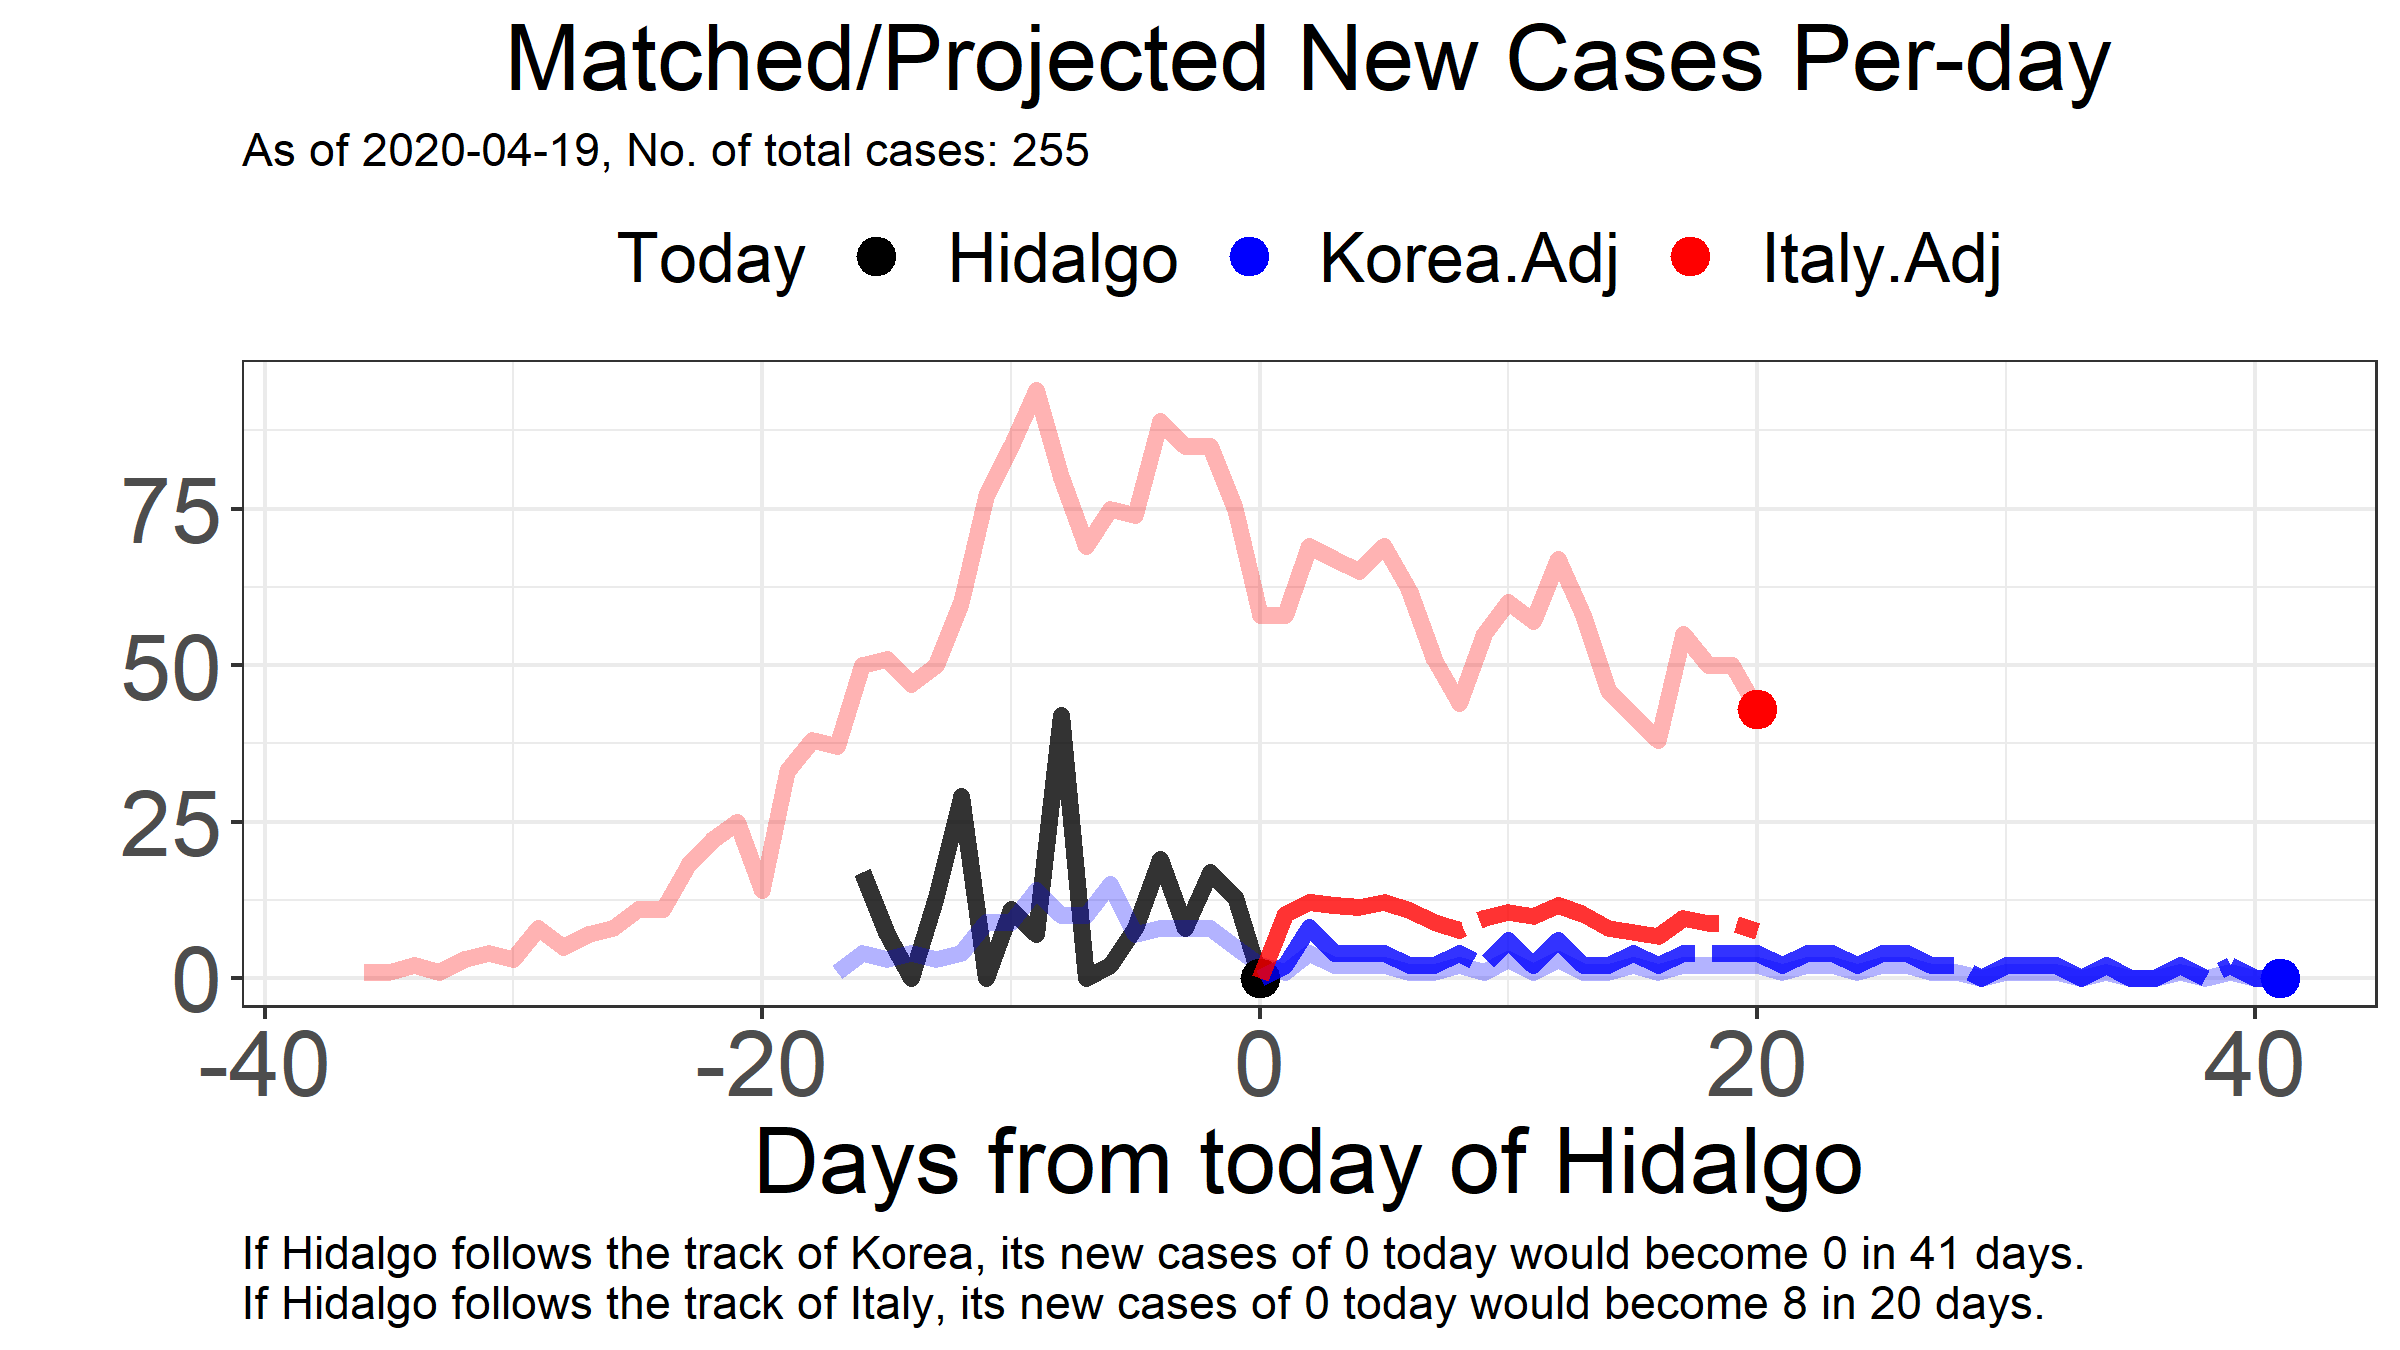 Matched/Projected New Cases Per-day
As of 2020-04-19, No. of total cases: 255
Today Hidalgo Korea.Adj Italy.Adj
75
50
25
0
-40 -20 0 20 40
Days from today of Hidalgo
If Hidalgo follows the track of Korea, its new cases of 0 today would become 0 in 41 days.
If Hidalgo follows the track of Italy, its new cases of 0 today would become 8 in 20 days.